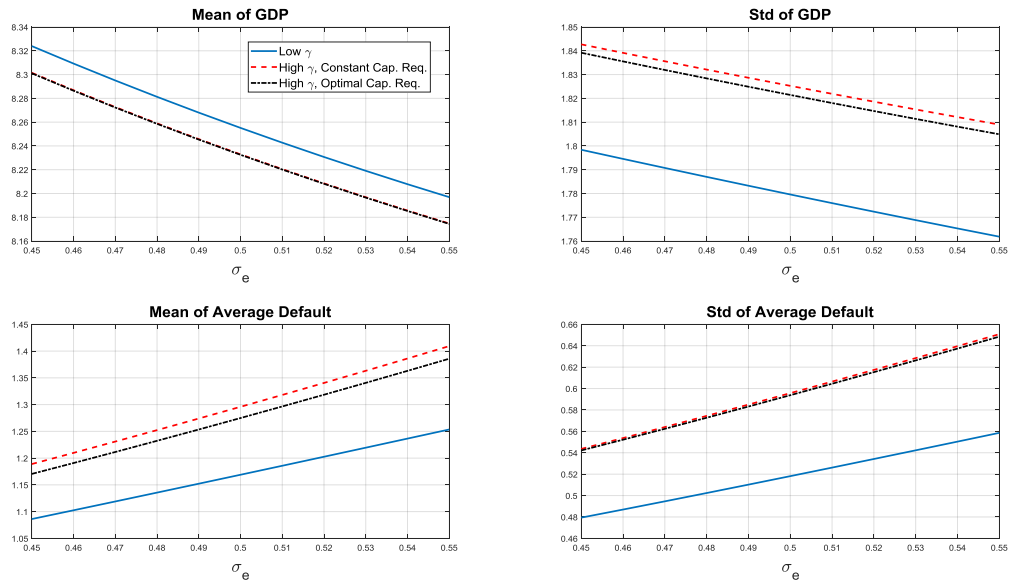 Mean of GDP
8.34
8.32
8.3
8.28
8.26
8.24
8.22
8.2
8.18
8.16
0.45 0.46 0.47 0.48 0.49 0.5 0.51 0.52 0.53 0.54 0.55
σe
Low γ
High γ, Constant Cap. Req.
High γ, Optimal Cap. Req.
Std of GDP
1.85
1.84
1.83
1.82
1.81
1.8
1.79
1.78
1.77
1.76
0.45 0.46 0.47 0.48 0.49 0.5 0.51 0.52 0.53 0.54 0.55
σe
Mean of Average Default
1.45
1.4
1.35
1.3
1.25
1.2
1.15
1.1
1.05
0.45 0.46 0.47 0.48 0.49 0.5 0.51 0.52 0.53 0.54 0.55
σe
Std of Average Default
0.66
0.64
0.62
0.6
0.58
0.56
0.54
0.52
0.5
0.48
0.46
0.45 0.46 0.47 0.48 0.49 0.5 0.51 0.52 0.53 0.54 0.55
σe